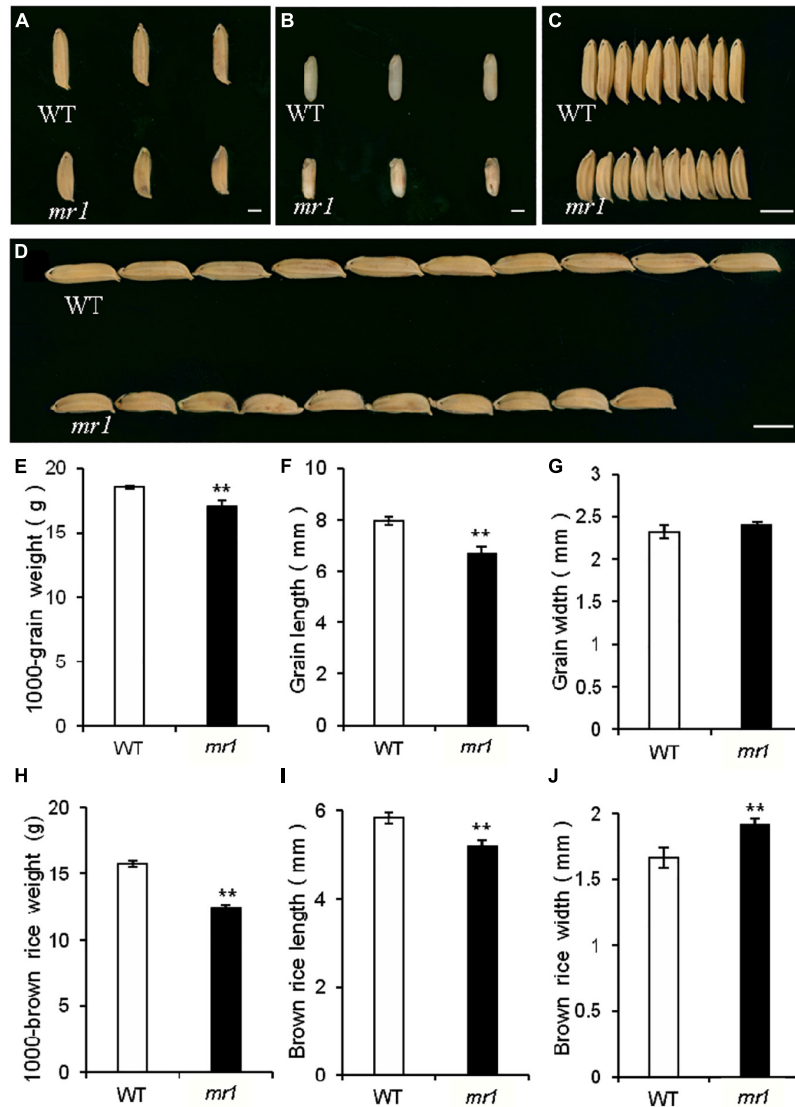 A
WT
mr1
B
WT
mr1
C
WT
mr1
D
WT
mr1
E
1000-grain weight ( g )
20
15
10
5
0
**
WT
mr1
F
Grain length ( mm )
10
8
6
4
2
0
**
WT
mr1
G
Grain width ( mm )
3
2.5
2
1.5
1
0.5
0
WT
mr1
H
1000-brown rice weight (g)
20
15
10
5
0
**
WT
mr1
I
Brown rice length ( mm )
6
4
2
0
**
WT
mr1
J
Brown rice width ( mm )
2
1.5
1
0.5
0
**
WT
mr1